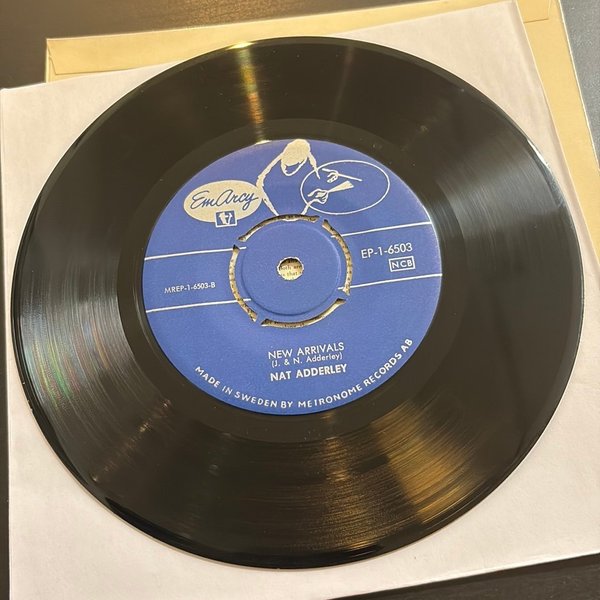 EmArcy
EP-1-6503
NCB
MREP-1-6503-B
NEW ARRIVALS
(J. & N. Adderley)
NAT ADDERLEY
MADE IN SWEDEN BY METRONOME RECORDS AB